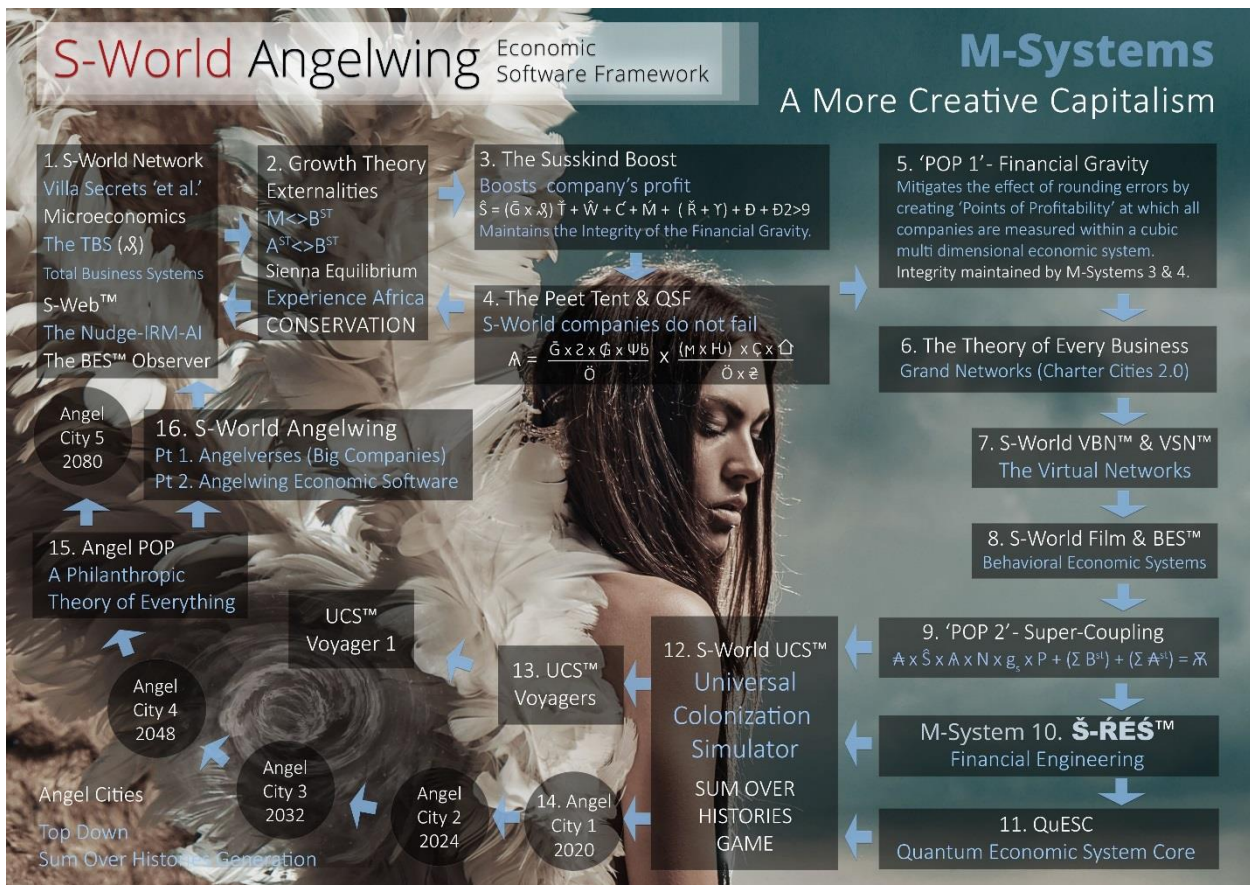 S-World Angelwing Economic
Software Framework
M-Systems
A More Creative Capitalism
1. S-World Network
Villa Secrets ‘et al.’
Microeconomics
The TBS (₰)
Total Business Systems
S-Web™
The Nudge-IRM-AI
The BES™ Observer
2. Growth Theory
Externalities
M<>Bˢᵀ
Aˢᵀ<>Bˢᵀ
Sienna Equilibrium
Experience Africa
CONSERVATION
3. The Susskind Boost
Boosts company’s profit
Ŝ = (Ḡ x ₰) Ť + Ŵ + Ƈ + Ḿ + ( Ř + ϒ) + Đ + Đ2>9
Maintains the Integrity of the Financial Gravity.
4. The Peet Tent & QSF
S-World companies do not fail
5. ‘POP 1’- Financial Gravity
Mitigates the effect of rounding errors by
creating ‘Points of Profitability’ at which all
companies are measured within a cubic
multi dimensional economic system.
Integrity maintained by M-Systems 3 & 4.
6. The Theory of Every Business
Grand Networks (Charter Cities 2.0)
7. S-World VBN™ & VSN™
The Virtual Networks
8. S-World Film & BES™
Behavioral Economic Systems
9. ‘POP 2’- Super-Coupling
₳ x Ŝ x A x N x gₛ x P + (Σ Bˢᵗ) + (Σ ₳ˢᵗ) = Ӿ
M-System 10. Š-ŔÉŚ™
Financial Engineering
11. QuESC
Quantum Economic System Core
12. S-World UCS™
Universal
Colonization
Simulator
SUM OVER
HISTORIES
GAME
13. UCS™
Voyagers
UCS™
Voyager 1
14. Angel
City 1
2020
Angel
City 2
2024
Angel
City 3
2032
Angel
City 4
2048
Angel Cities
Top Down
Sum Over Histories Generation
15. Angel POP
A Philanthropic
Theory of Everything
16. S-World Angelwing
Pt 1. Angelverses (Big Companies)
Pt 2. Angelwing Economic Software
Angel
City 5
2080